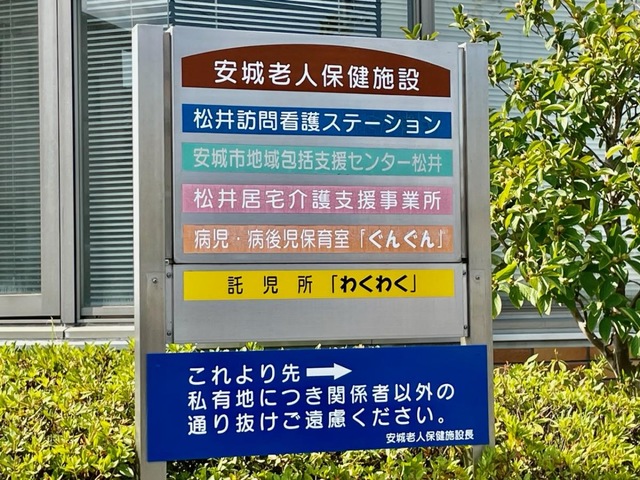 安城老人保健施設
松井訪問看護ステーション
安城市地域包括支援センター松井
松井居宅介護支援事業所
病児・病後児保育室「ぐんぐん」
託児所「わくわく」
これより先→
私有地につき関係者以外の
通り抜けご遠慮ください。
安城老人保健施設長